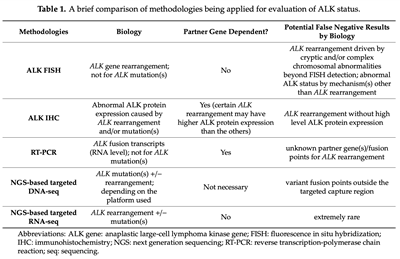 Table 1. A brief comparison of methodologies being applied for evaluation of ALK status.
Methodologies
Biology
Partner Gene Dependent?
Potential False Negative Results
by Biology
ALK FISH
ALK gene rearrangement;
not for ALK mutation(s)
No
ALK rearrangement driven by
cryptic and/or complex
chromosomal abnormalities
beyond FISH detection; abnormal
ALK status by mechanism(s) other
than ALK rearrangement
ALK IHC
Abnormal ALK protein
expression caused by
ALK rearrangement
and/or mutation(s)
Yes (certain ALK
rearrangement may have
higher ALK protein expression
than the others)
ALK rearrangement without high
level ALK protein expression
RT-PCR
ALK fusion transcripts
(RNA level); not for ALK
mutation(s)
Yes
unknown partner gene(s)/fusion
points for ALK rearrangement
NGS-based targeted
DNA-seq
ALK mutation(s) +/−
rearrangement;
depending on the
platform used
Not necessary
variant fusion points outside the
targeted capture region
NGS-based targeted
RNA-seq
ALK rearrangement +/−
mutation(s)
No
extremely rare
Abbreviations: ALK gene: anaplastic large-cell lymphoma kinase gene; FISH: fluorescence in situ hybridization;
IHC: immunohistochemistry; NGS: next generation sequencing; RT-PCR: reverse transcription-polymerase chain
reaction; seq: sequencing.